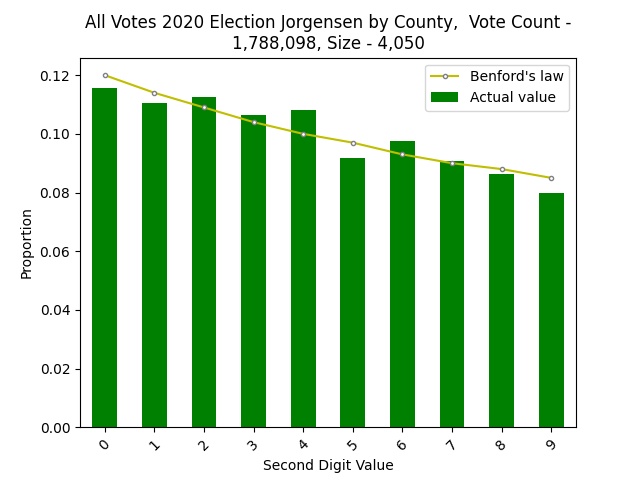 All Votes 2020 Election Jorgensen by County,  Vote Count -
1,788,098, Size - 4,050
Benford's law
Actual value
0.12
0.10
0.08
0.06
0.04
0.02
0.00
Proportion
0 1 2 3 4 5 6 7 8 9
Second Digit Value